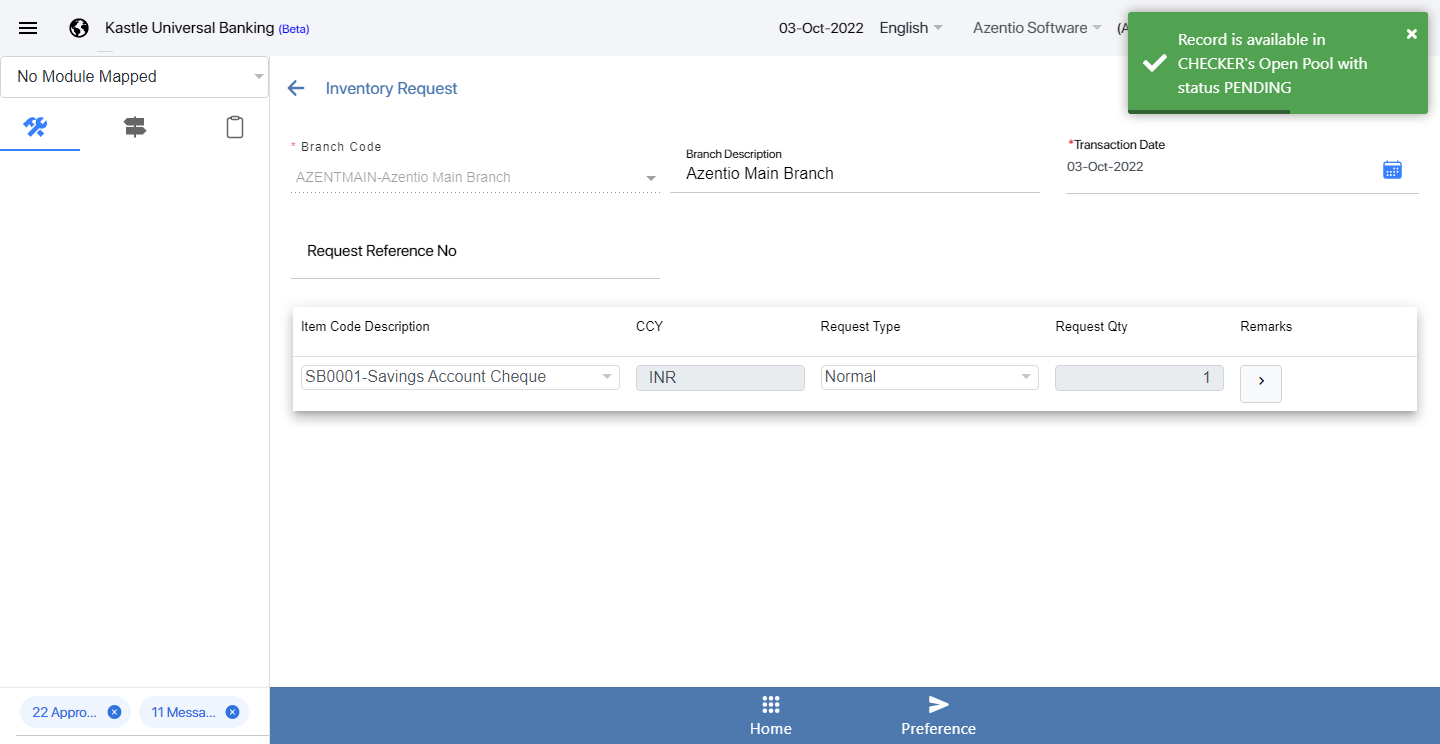 Kastle Universal Banking (Beta)
03-Oct-2022
English
Azentio Software
(A
Record is available in
CHECKER's Open Pool with
status PENDING
No Module Mapped
Inventory Request
* Branch Code
AZENTMAIN-Azentio Main Branch
Branch Description
Azentio Main Branch
*Transaction Date
03-Oct-2022
Request Reference No
Item Code Description CCY Request Type Request Qty Remarks
SB0001-Savings Account Cheque INR Normal 1
22 Appro...
11 Messa...
Home
Preference